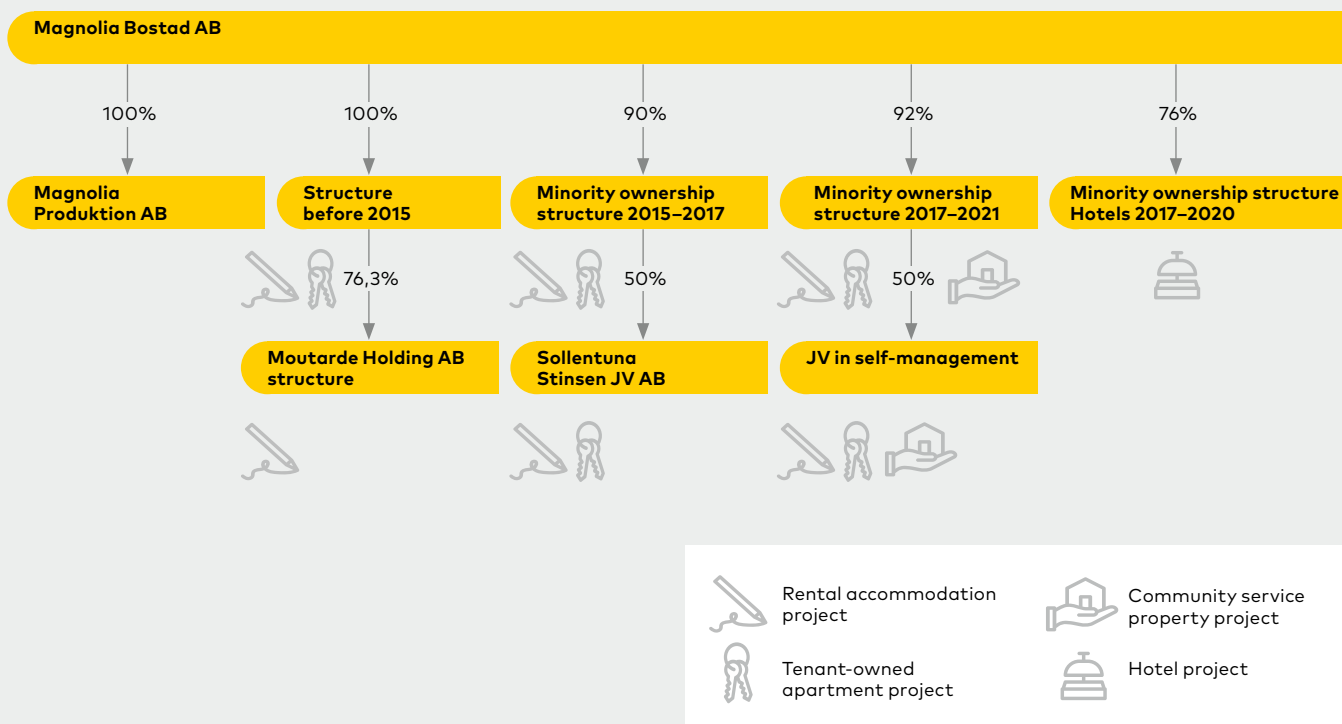 Magnolia Bostad AB
100%
100%
90%
92%
76%
Magnolia
Produktion AB
Structure
before 2015
Minority ownership
structure 2015–2017
Minority ownership
structure 2017–2021
Minority ownership structure
Hotels 2017–2020
76,3%
50%
50%
Moutarde Holding AB
structure
Sollentuna
Stinsen JV AB
JV in self-management
Rental accommodation
project
Community service
property project
Tenant-owned
apartment project
Hotel project